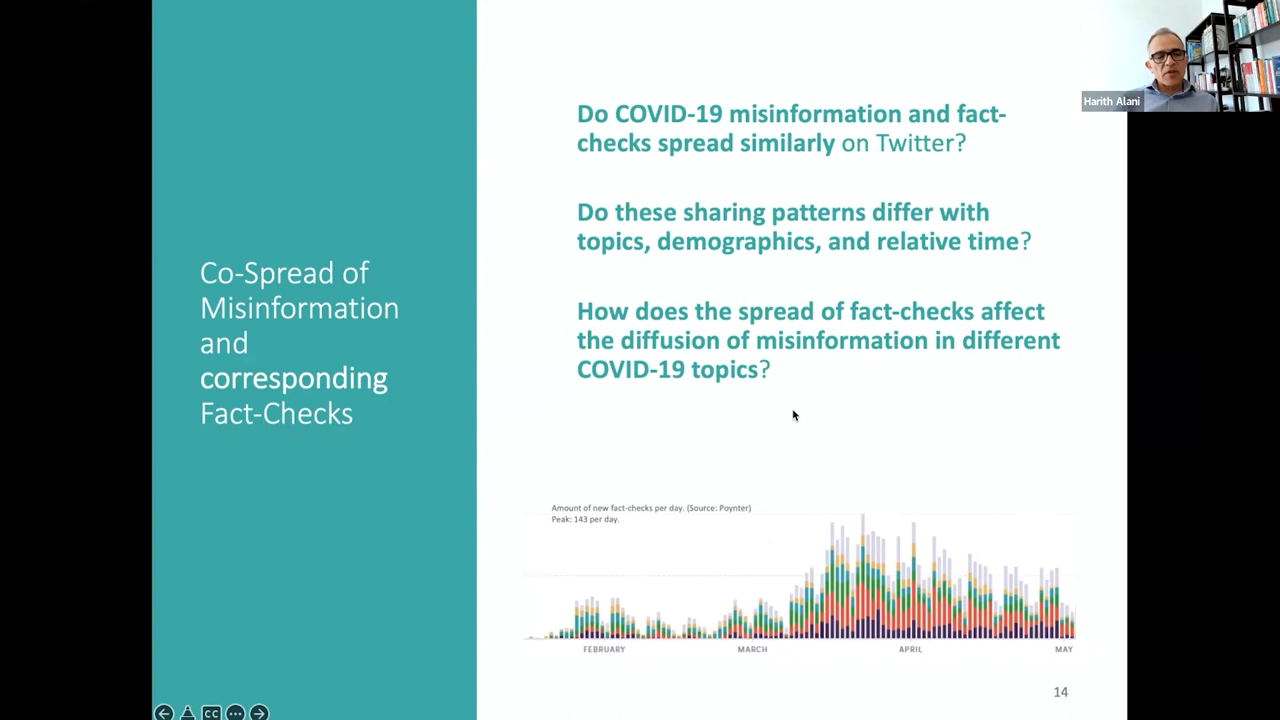 Harith Alani
Co-Spread of
Misinformation
and
corresponding
Fact-Checks
Do COVID-19 misinformation and fact-
checks spread similarly on Twitter?
Do these sharing patterns differ with
topics, demographics, and relative time?
How does the spread of fact-checks affect
the diffusion of misinformation in different
COVID-19 topics?
Amount of new fact-checks per day. (Source: Poynter)
Peak: 143 per day.
FEBRUARY
MARCH
APRIL
MAY
14
CC